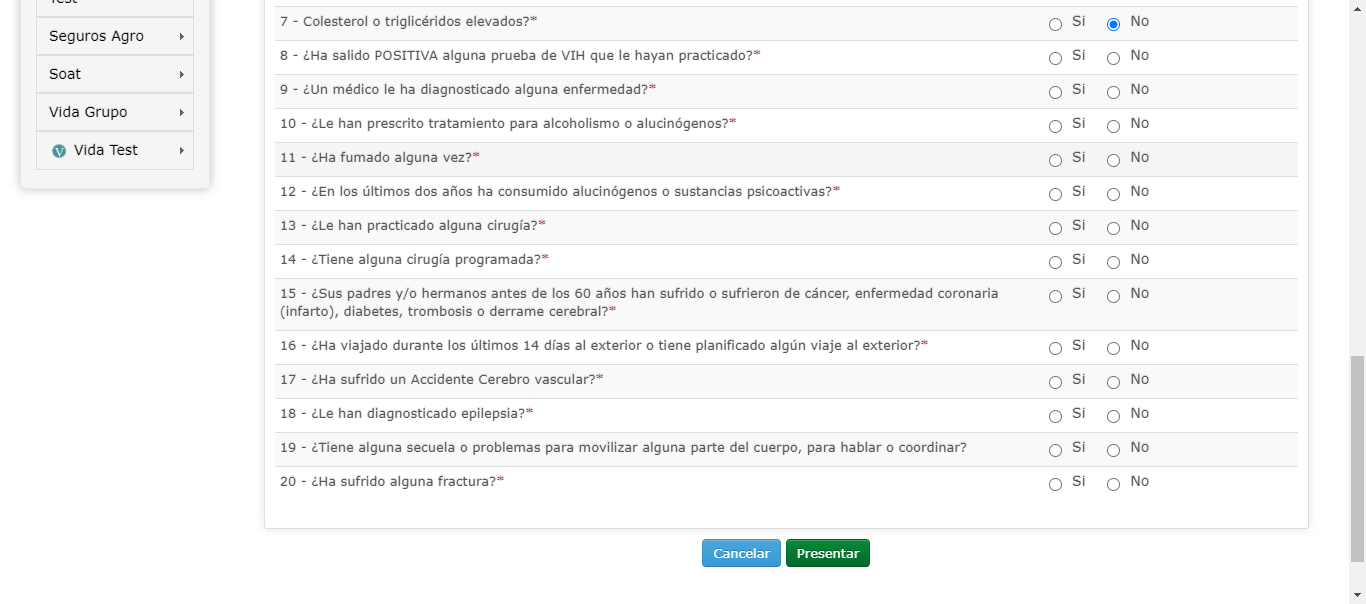 Test
Seguros Agro
Soat
Vida Grupo
Vida Test
7 - Colesterol o triglicéridos elevados?* Si No
8 - ¿Ha salido POSITIVA alguna prueba de VIH que le hayan practicado?* Si No
9 - ¿Un médico le ha diagnosticado alguna enfermedad?* Si No
10 - ¿Le han prescrito tratamiento para alcoholismo o alucinógenos?* Si No
11 - ¿Ha fumado alguna vez?* Si No
12 - ¿En los últimos dos años ha consumido alucinógenos o sustancias psicoactivas?* Si No
13 - ¿Le han practicado alguna cirugía?* Si No
14 - ¿Tiene alguna cirugía programada?* Si No
15 - ¿Sus padres y/o hermanos antes de los 60 años han sufrido o sufrieron de cáncer, enfermedad coronaria Si No
(infarto), diabetes, trombosis o derrame cerebral?*
16 - ¿Ha viajado durante los últimos 14 días al exterior o tiene planificado algún viaje al exterior?* Si No
17 - ¿Ha sufrido un Accidente Cerebro vascular?* Si No
18 - ¿Le han diagnosticado epilepsia?* Si No
19 - ¿Tiene alguna secuela o problemas para movilizar alguna parte del cuerpo, para hablar o coordinar? Si No
20 - ¿Ha sufrido alguna fractura?* Si No
Cancelar Presentar